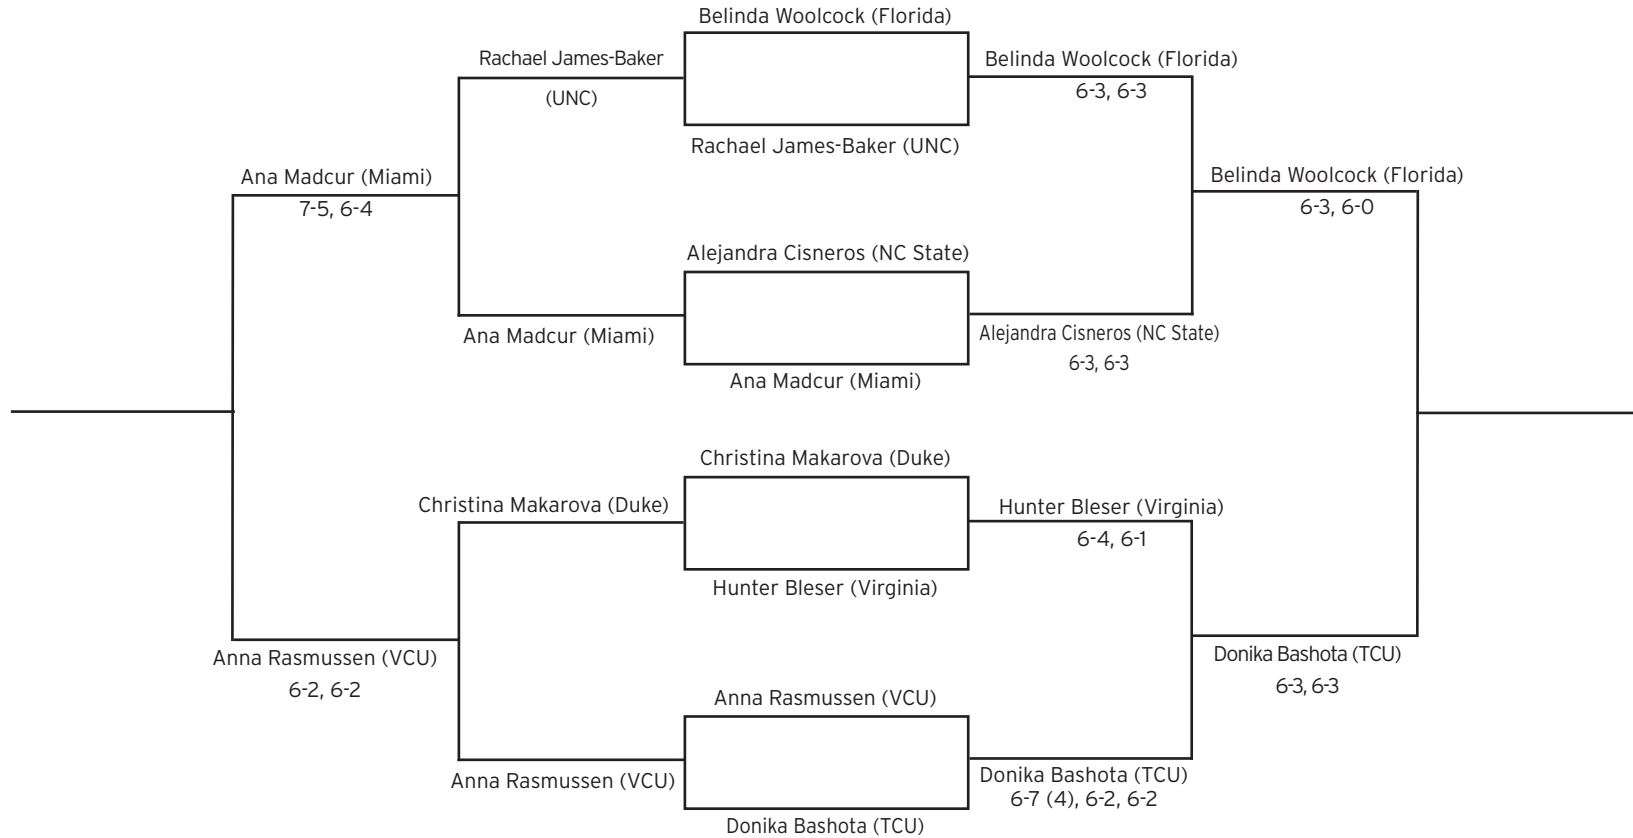 Belinda Woolcock (Florida)
Rachael James-Baker
(UNC)
Belinda Woolcock (Florida)
6-3, 6-3
Rachael James-Baker (UNC)
Ana Madcur (Miami)
7-5, 6-4
Belinda Woolcock (Florida)
6-3, 6-0
Alejandra Cisneros (NC State)
Ana Madcur (Miami)
Alejandra Cisneros (NC State)
6-3, 6-3
Ana Madcur (Miami)
Christina Makarova (Duke)
Christina Makarova (Duke)
Hunter Bleser (Virginia)
6-4, 6-1
Hunter Bleser (Virginia)
Anna Rasmussen (VCU)
6-2, 6-2
Donika Bashota (TCU)
6-3, 6-3
Anna Rasmussen (VCU)
Anna Rasmussen (VCU)
Donika Bashota (TCU)
6-7 (4), 6-2, 6-2
Donika Bashota (TCU)